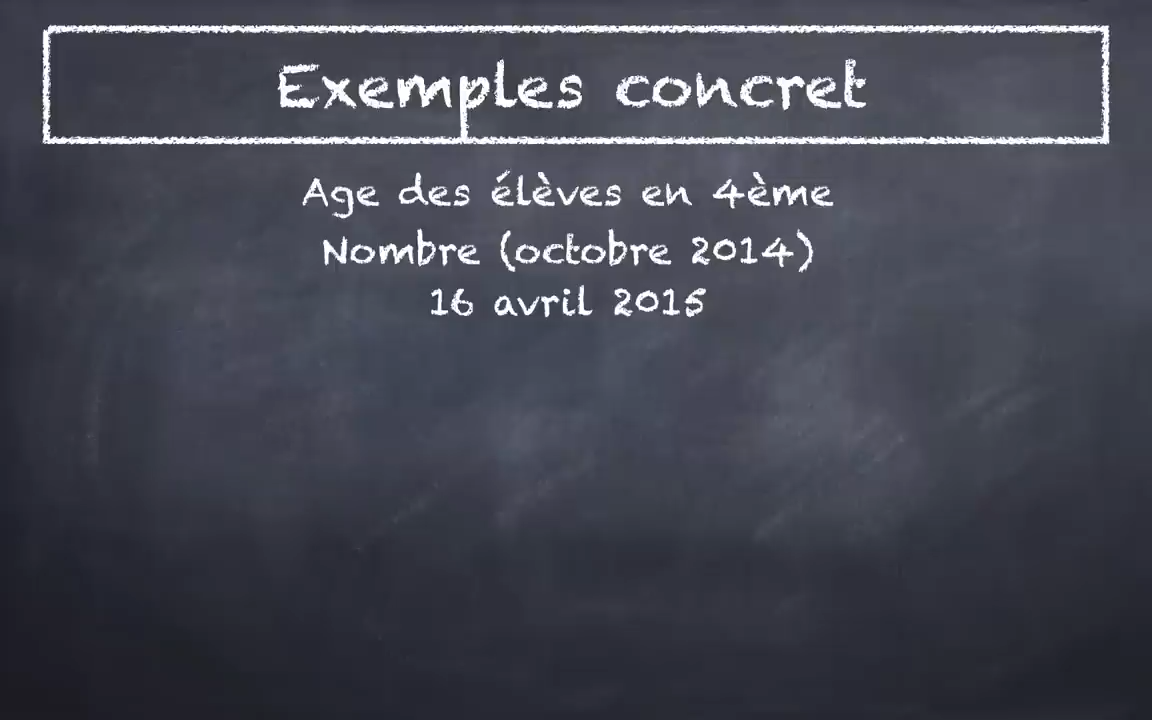 Exemples concret
Age des élèves en 4ème
Nombre (octobre 2014)
16 avril 2015